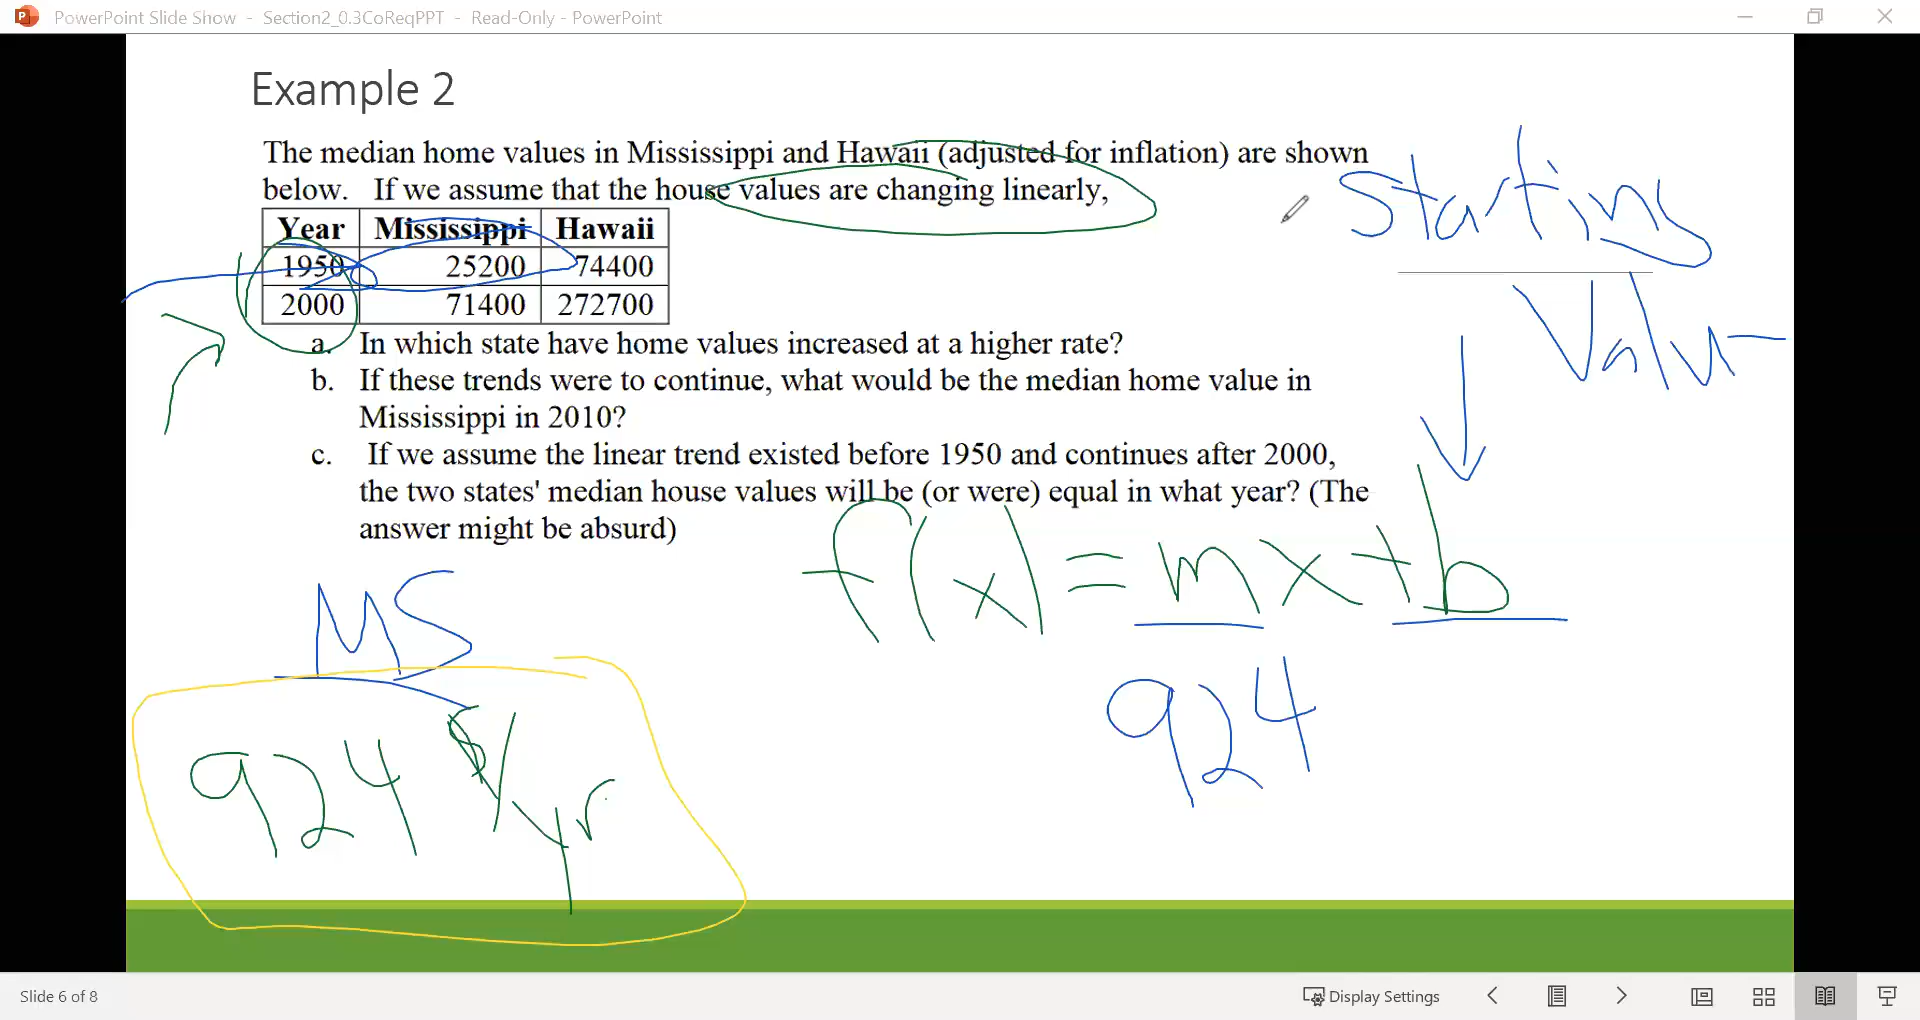 PowerPoint Slide Show - Section2_0.3CoReqPPT - Read-Only - PowerPoint
Example 2
The median home values in Mississippi and Hawaii (adjusted for inflation) are shown
below. If we assume that the house values are changing linearly,
Year Mississippi Hawaii
1950 25200 74400
2000 71400 272700
a. In which state have home values increased at a higher rate?
b. If these trends were to continue, what would be the median home value in
Mississippi in 2010?
c. If we assume the linear trend existed before 1950 and continues after 2000,
the two states' median house values will be (or were) equal in what year? (The
answer might be absurd)
Starting
Value
f(x) = mx + b
924
MS
924 $/yr
Slide 6 of 8
Display Settings